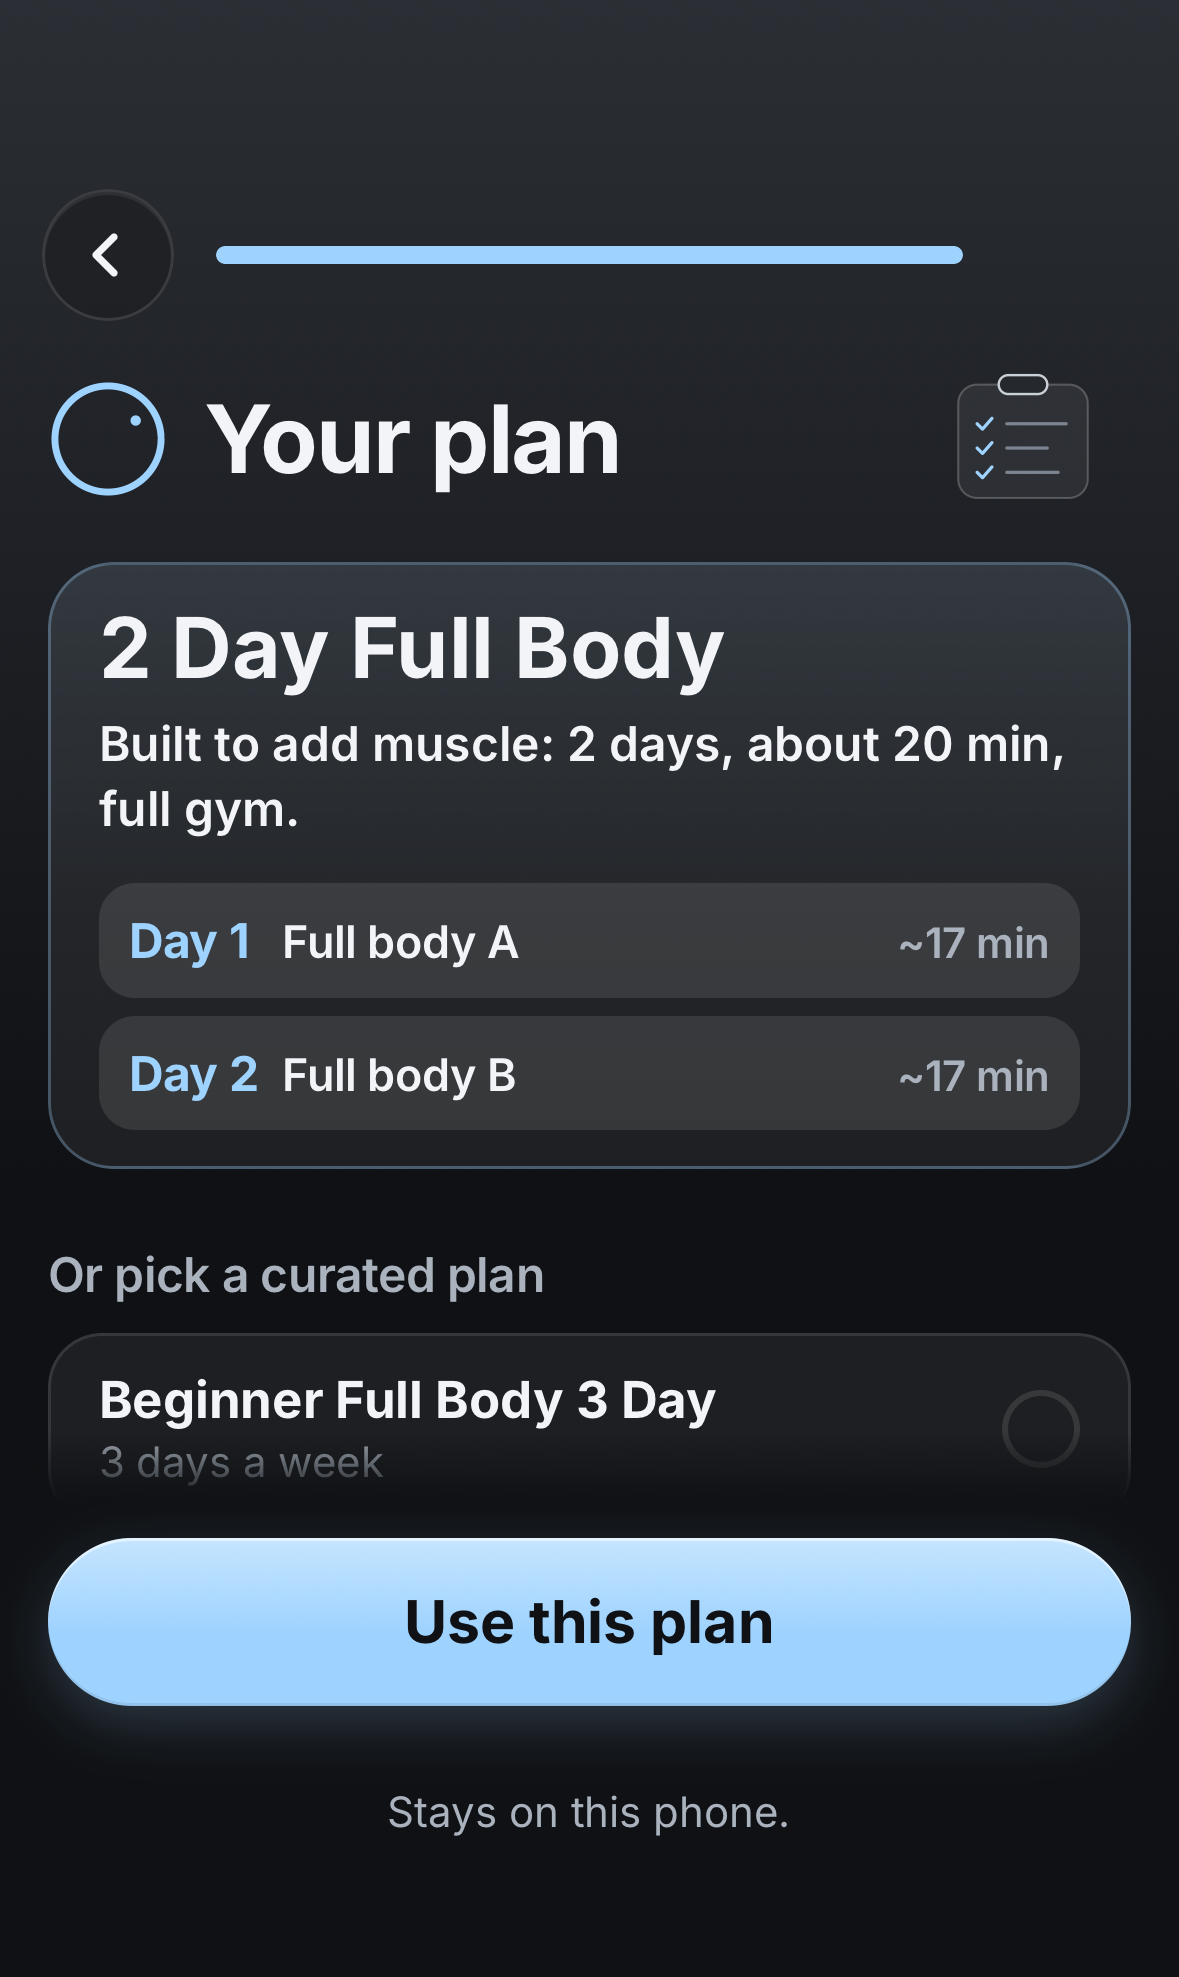 Your plan
2 Day Full Body
Built to add muscle: 2 days, about 20 min,
full gym.
Day 1 Full body A ~17 min
Day 2 Full body B ~17 min
Or pick a curated plan
Beginner Full Body 3 Day
3 days a week
Use this plan
Stays on this phone.